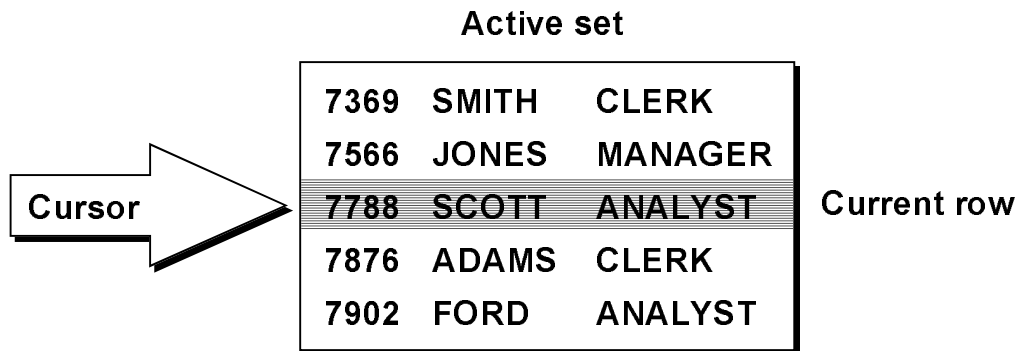 Active set
7369 SMITH CLERK
7566 JONES MANAGER
Cursor
7788 SCOTT ANALYST
Current row
7876 ADAMS CLERK
7902 FORD ANALYST